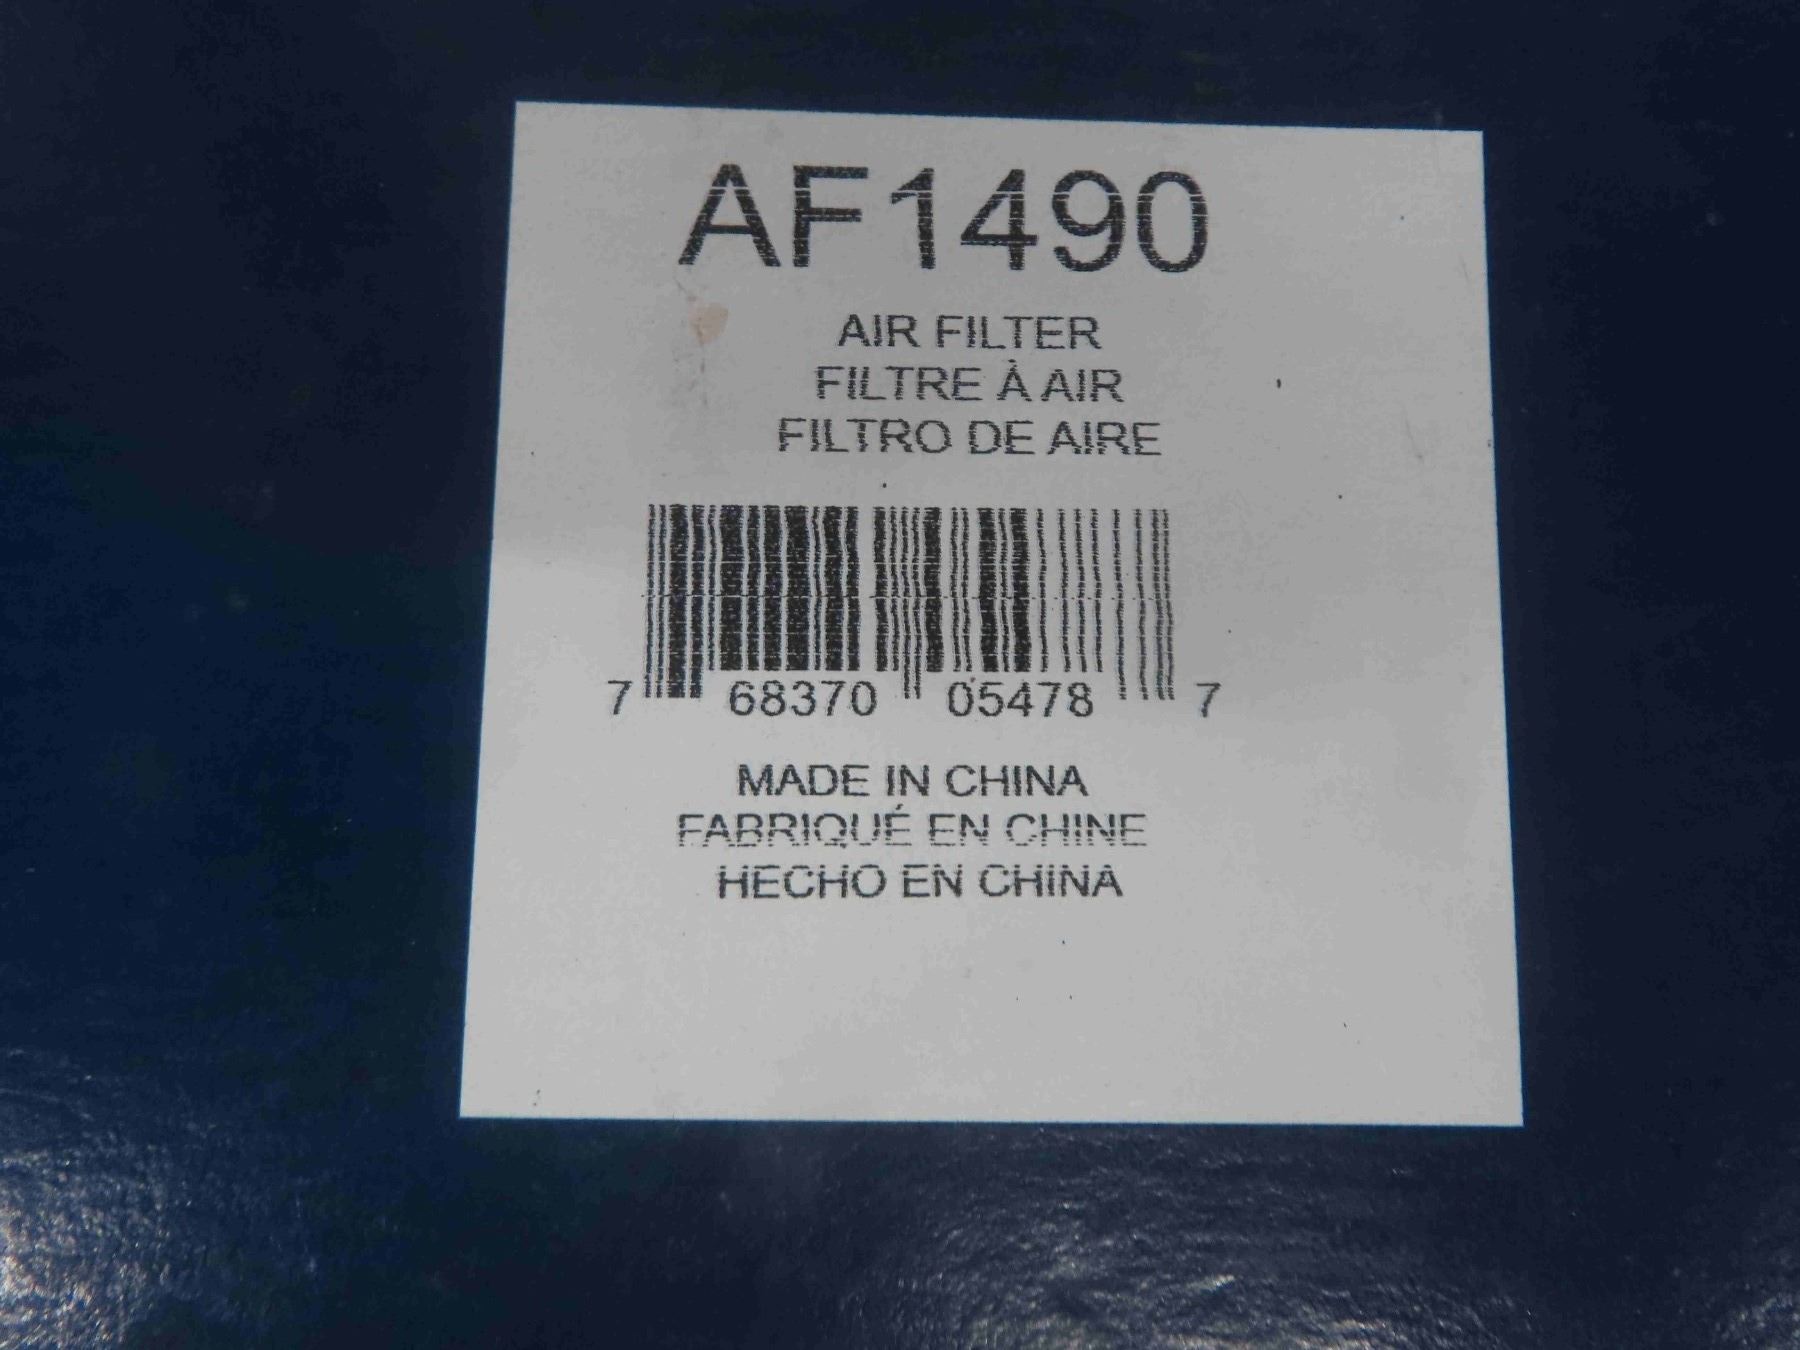 AF1490
AIR FILTER
FILTRE À AIR
FILTRO DE AIRE
7 68370 05478 7
MADE IN CHINA
FABRIQUÉ EN CHINE
HECHO EN CHINA